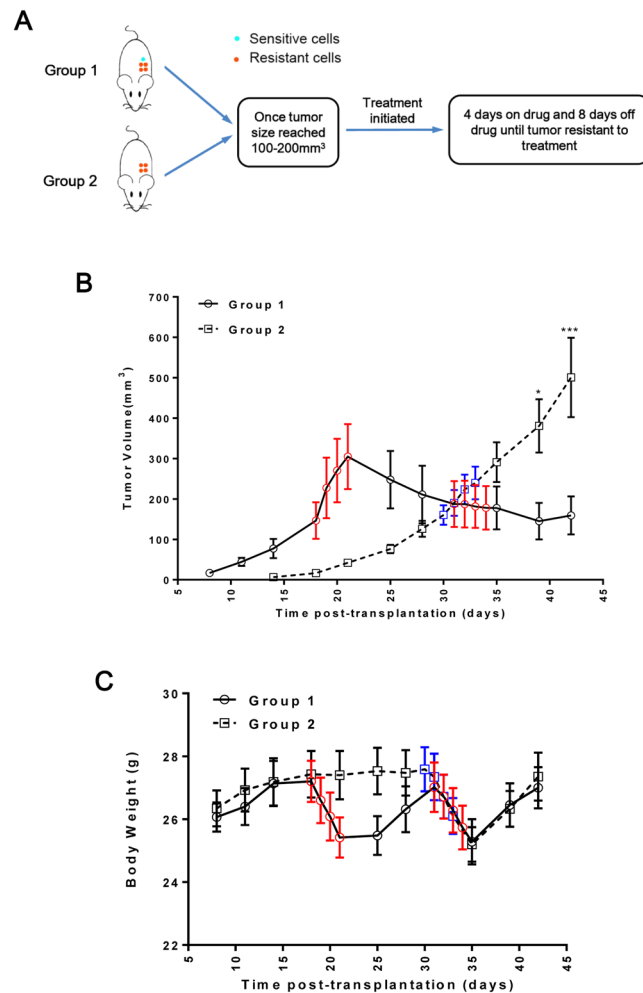 A
Group 1
Sensitive cells
Resistant cells
Group 2
Once tumor
size reached
100-200mm³
Treatment
initiated
4 days on drug and 8 days off
drug until tumor resistant to
treatment
B
Group 1
Group 2
Tumor Volume(mm³)
700
600
500
400
300
200
100
0
*
***
5 10 15 20 25 30 35 40 45
Time post-transplantation (days)
C
Group 1
Group 2
Body Weight (g)
30
28
26
24
22
5 10 15 20 25 30 35 40 45
Time post-transplantation (days)